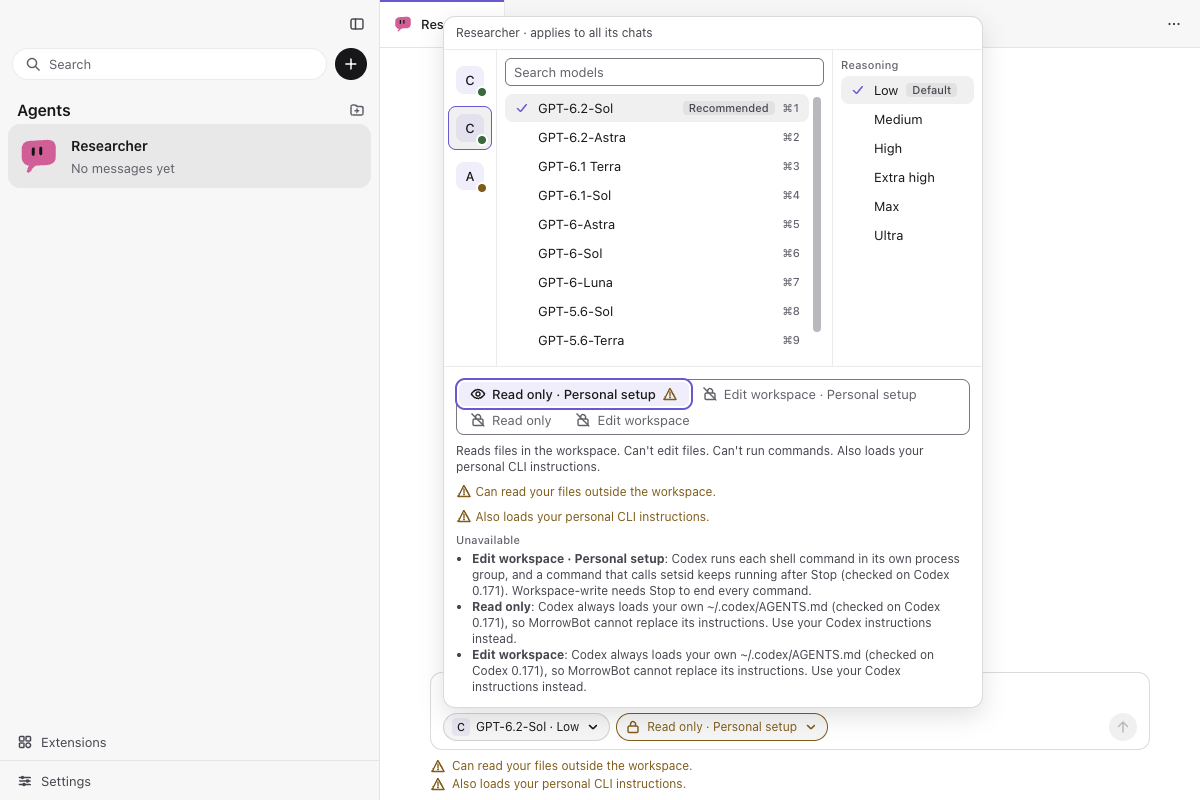 Search
Agents
Researcher
No messages yet
Extensions
Settings
Res
Researcher · applies to all its chats
C
C
A
Search models
GPT-6.2-Sol Recommended ⌘1
GPT-6.2-Astra ⌘2
GPT-6.1 Terra ⌘3
GPT-6.1-Sol ⌘4
GPT-6-Astra ⌘5
GPT-6-Sol ⌘6
GPT-6-Luna ⌘7
GPT-5.6-Sol ⌘8
GPT-5.6-Terra ⌘9
Reasoning
Low Default
Medium
High
Extra high
Max
Ultra
Read only · Personal setup Edit workspace · Personal setup
Read only Edit workspace
Reads files in the workspace. Can't edit files. Can't run commands. Also loads your
personal CLI instructions.
Can read your files outside the workspace.
Also loads your personal CLI instructions.
Unavailable
• Edit workspace · Personal setup: Codex runs each shell command in its own process
group, and a command that calls setsid keeps running after Stop (checked on Codex
0.171). Workspace-write needs Stop to end every command.
• Read only: Codex always loads your own ~/.codex/AGENTS.md (checked on Codex
0.171), so MorrowBot cannot replace its instructions. Use your Codex instructions
instead.
• Edit workspace: Codex always loads your own ~/.codex/AGENTS.md (checked on
Codex 0.171), so MorrowBot cannot replace its instructions. Use your Codex
instructions instead.
C GPT-6.2-Sol · Low Read only · Personal setup
Can read your files outside the workspace.
Also loads your personal CLI instructions.